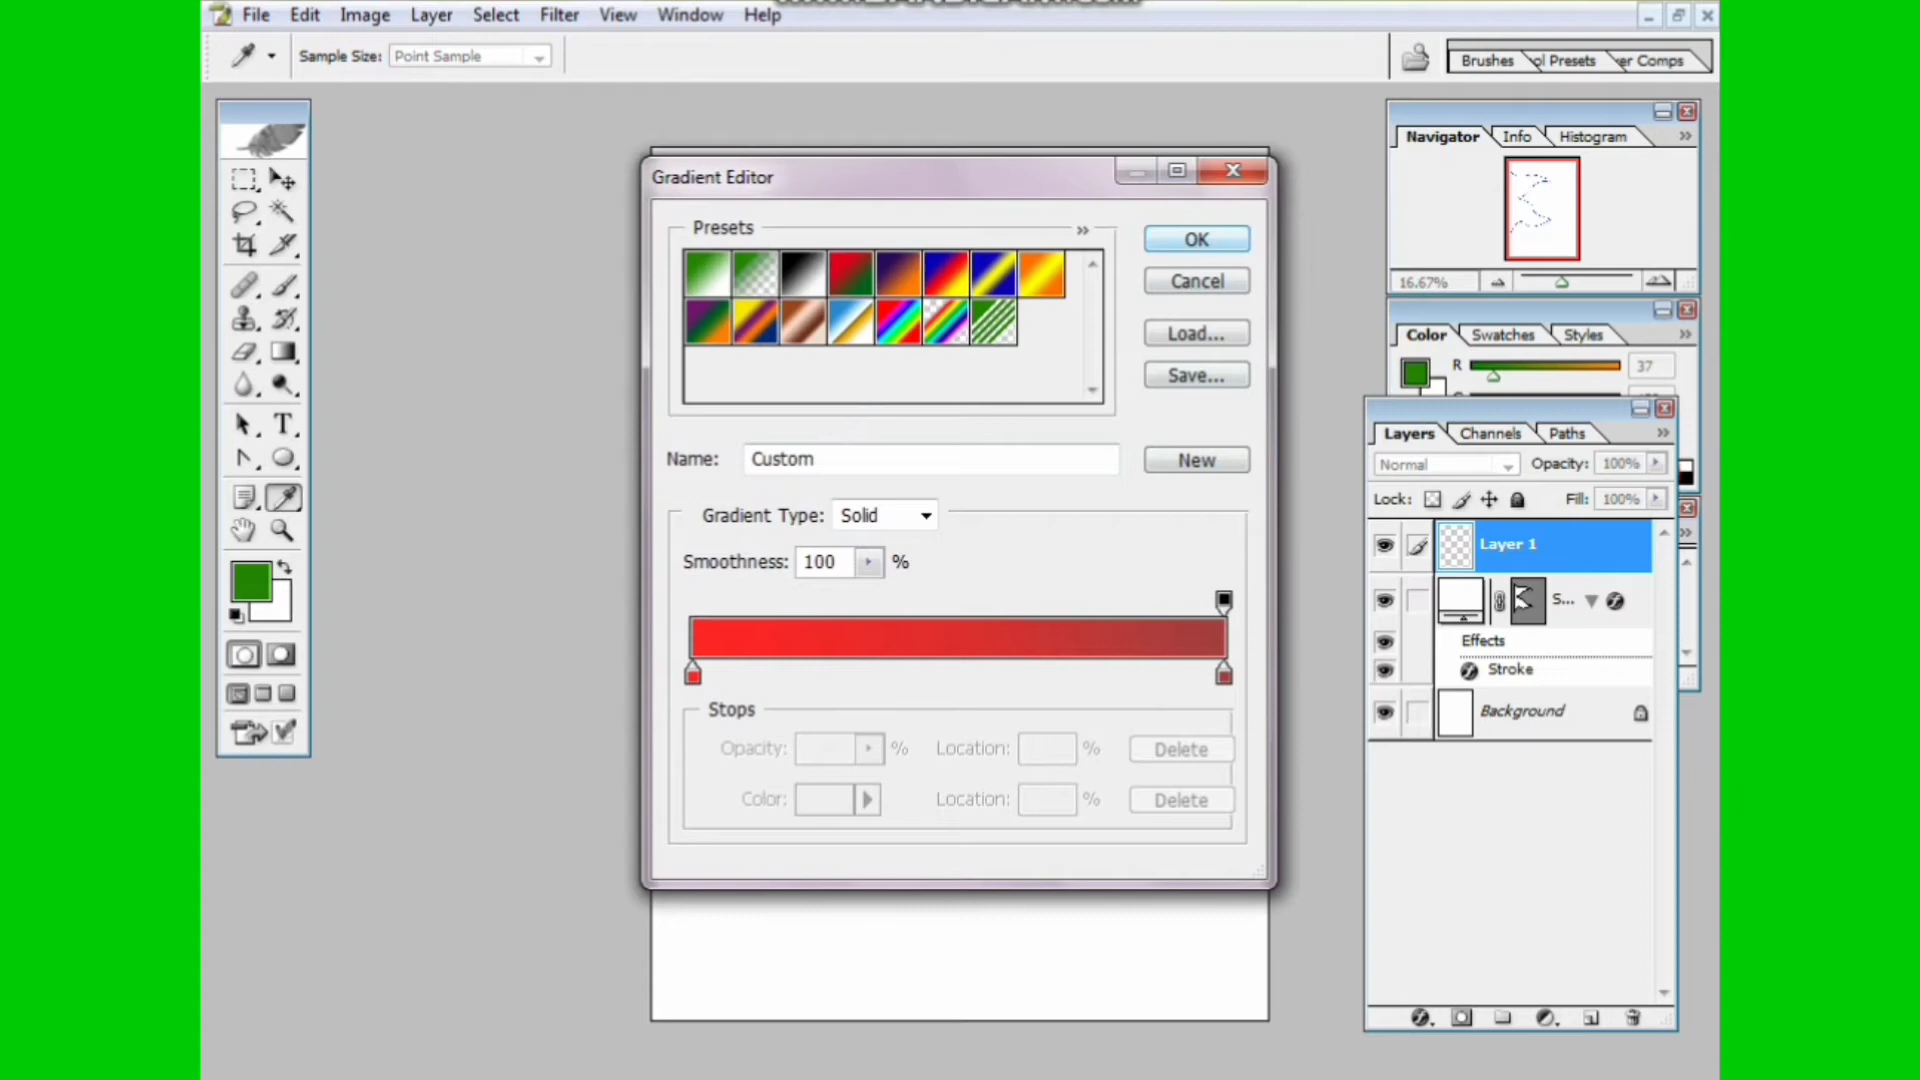 File Edit Image Layer Select Filter View Window Help
Sample Size: Point Sample
Brushes ol Presets er Comps
Navigator Info Histogram
16.67%
Color Swatches Styles
R 37
Gradient Editor
Presets
OK
Cancel
Load...
Save...
Name: Custom
New
Gradient Type: Solid
Smoothness: 100 %
Stops
Opacity: % Location: % Delete
Color: % Location: % Delete
Layers Channels Paths
Normal Opacity: 100%
Lock: Fill: 100%
Layer 1
S...
Effects
Stroke
Background